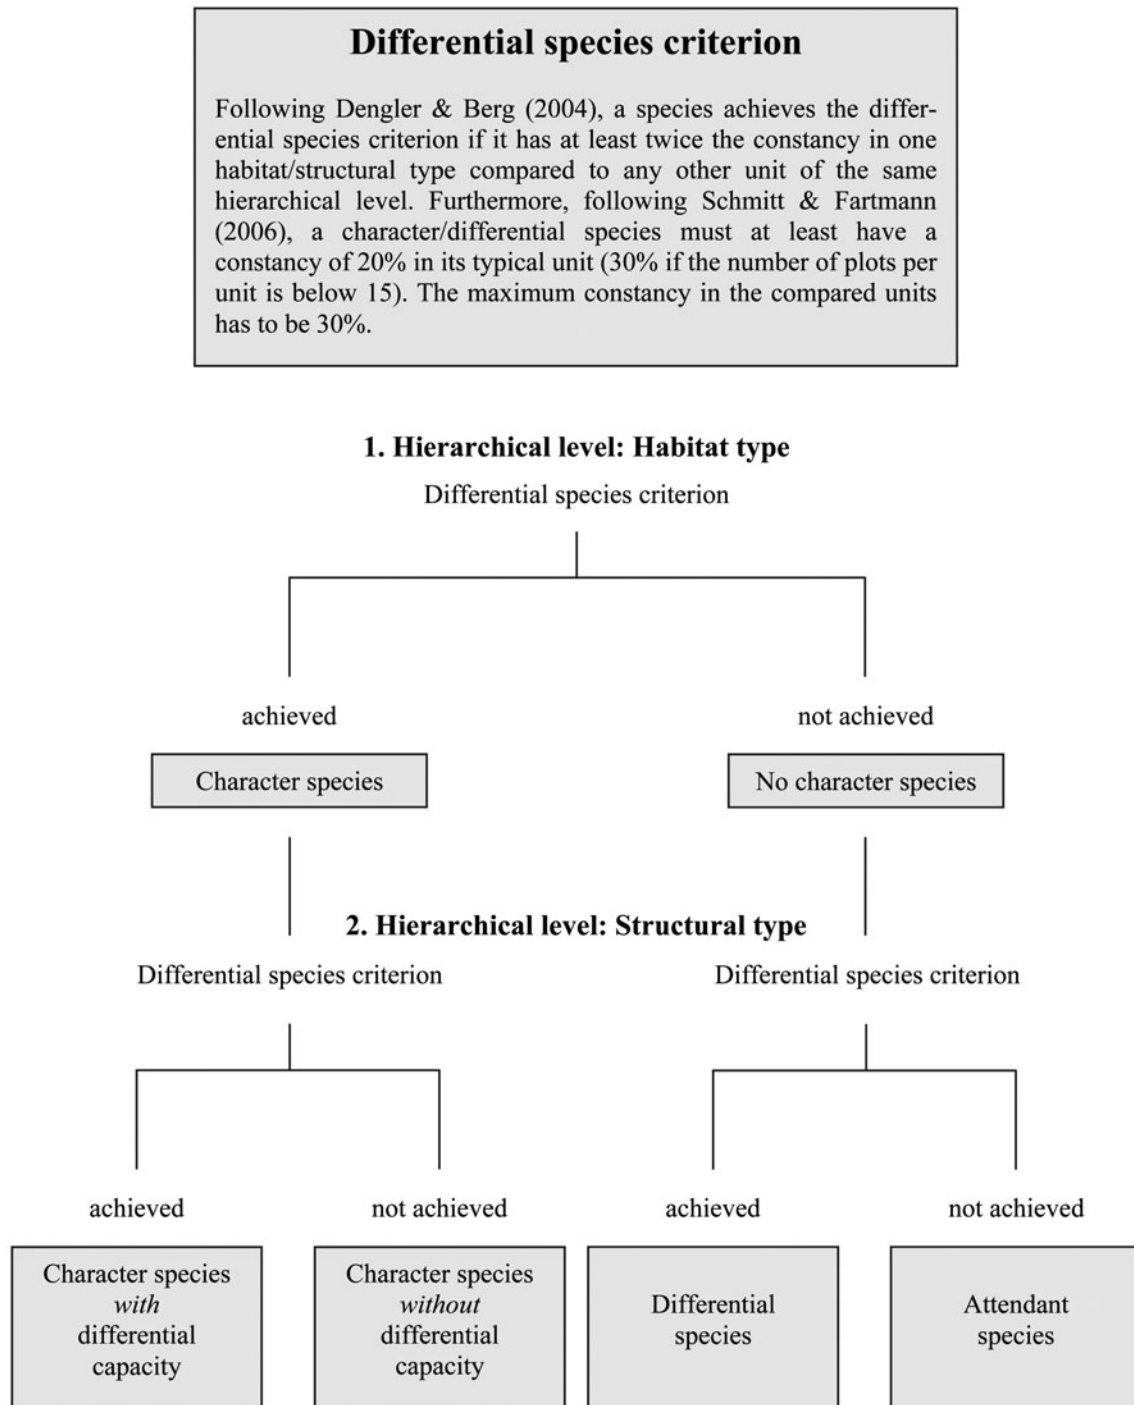 Differential species criterion
Following Dengler & Berg (2004), a species achieves the differ-
ential species criterion if it has at least twice the constancy in one
habitat/structural type compared to any other unit of the same
hierarchical level. Furthermore, following Schmitt & Fartmann
(2006), a character/differential species must at least have a
constancy of 20% in its typical unit (30% if the number of plots per
unit is below 15). The maximum constancy in the compared units
has to be 30%.
1. Hierarchical level: Habitat type
Differential species criterion
achieved
not achieved
Character species
No character species
2. Hierarchical level: Structural type
Differential species criterion
Differential species criterion
achieved
not achieved
achieved
not achieved
Character species
with
differential
capacity
Character species
without
differential
capacity
Differential
species
Attendant
species